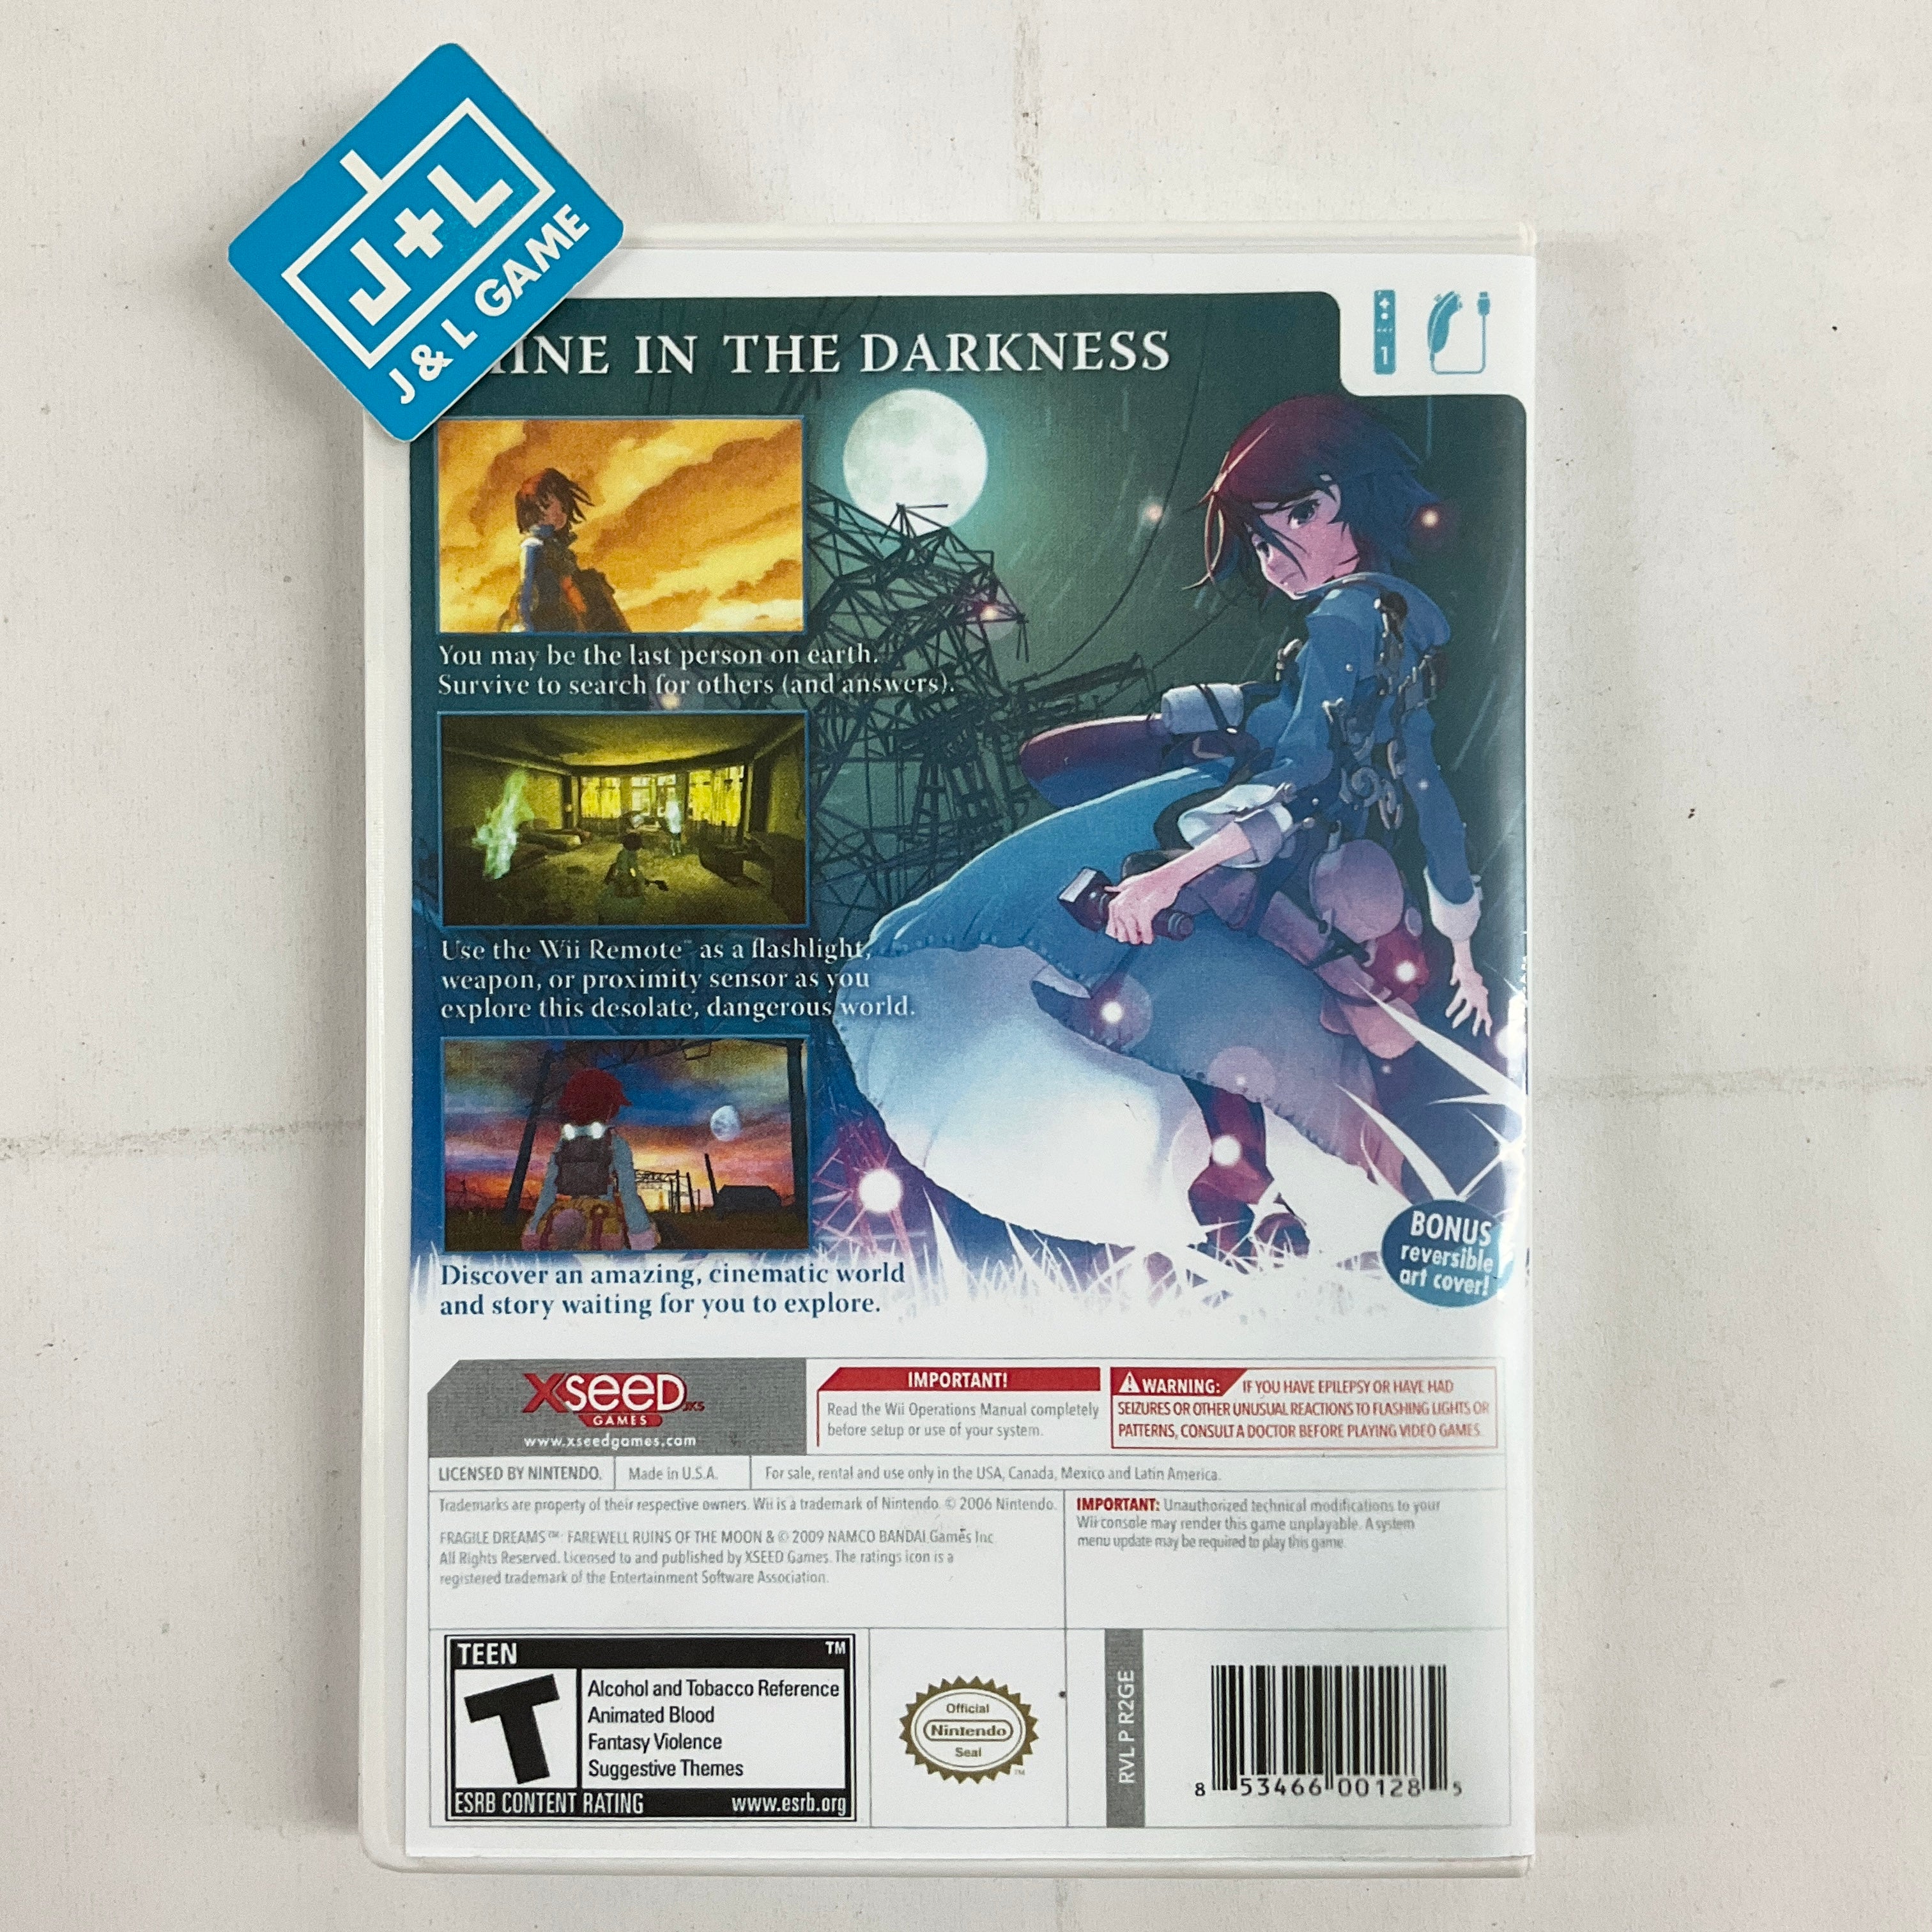 J+L
J & L GAME
IN THE DARKNESS
1
You may be the last person on earth.
Survive to search for others (and answers).
Use the Wii Remote™ as a flashlight,
weapon, or proximity sensor as you
explore this desolate, dangerous world.
Discover an amazing, cinematic world
and story waiting for you to explore.
BONUS
reversible
art cover!
XSEED JKS
GAMES
www.xseedgames.com
IMPORTANT!
Read the Wii Operations Manual completely
before setup or use of your system.
WARNING: IF YOU HAVE EPILEPSY OR HAVE HAD
SEIZURES OR OTHER UNUSUAL REACTIONS TO FLASHING LIGHTS OR
PATTERNS, CONSULT A DOCTOR BEFORE PLAYING VIDEO GAMES.
LICENSED BY NINTENDO.
Made in U.S.A.
For sale, rental and use only in the USA, Canada, Mexico and Latin America.
Trademarks are property of their respective owners. Wii is a trademark of Nintendo. © 2006 Nintendo.
FRAGILE DREAMS™: FAREWELL RUINS OF THE MOON & © 2009 NAMCO BANDAI Games Inc
All Rights Reserved. Licensed to and published by XSEED Games. The ratings icon is a
registered trademark of the Entertainment Software Association.
IMPORTANT: Unauthorized technical modifications to your
Wii console may render this game unplayable. A system
menu update may be required to play this game.
TEEN TM
T
Alcohol and Tobacco Reference
Animated Blood
Fantasy Violence
Suggestive Themes
ESRB CONTENT RATING www.esrb.org
Official
Nintendo
Seal
TM
RVL P R2GE
8 53466 00128 5